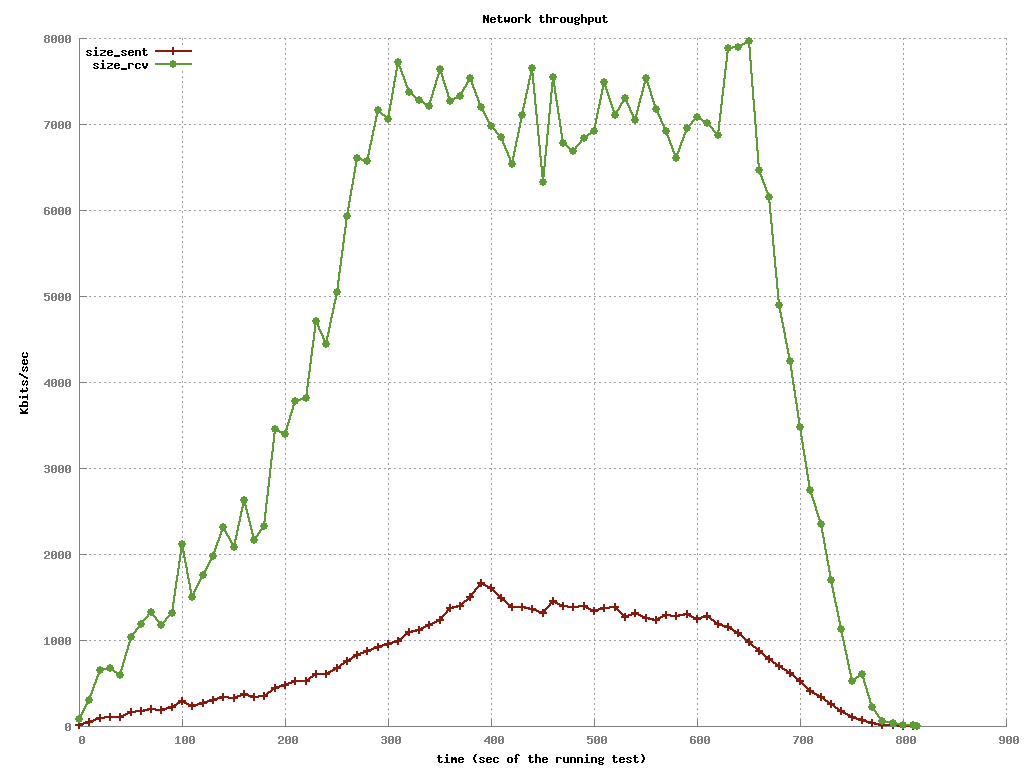 Network throughput
size_sent
size_rcv
8000
7000
6000
5000
4000
3000
2000
1000
0
Kbits/sec
0 100 200 300 400 500 600 700 800 900
time (sec of the running test)